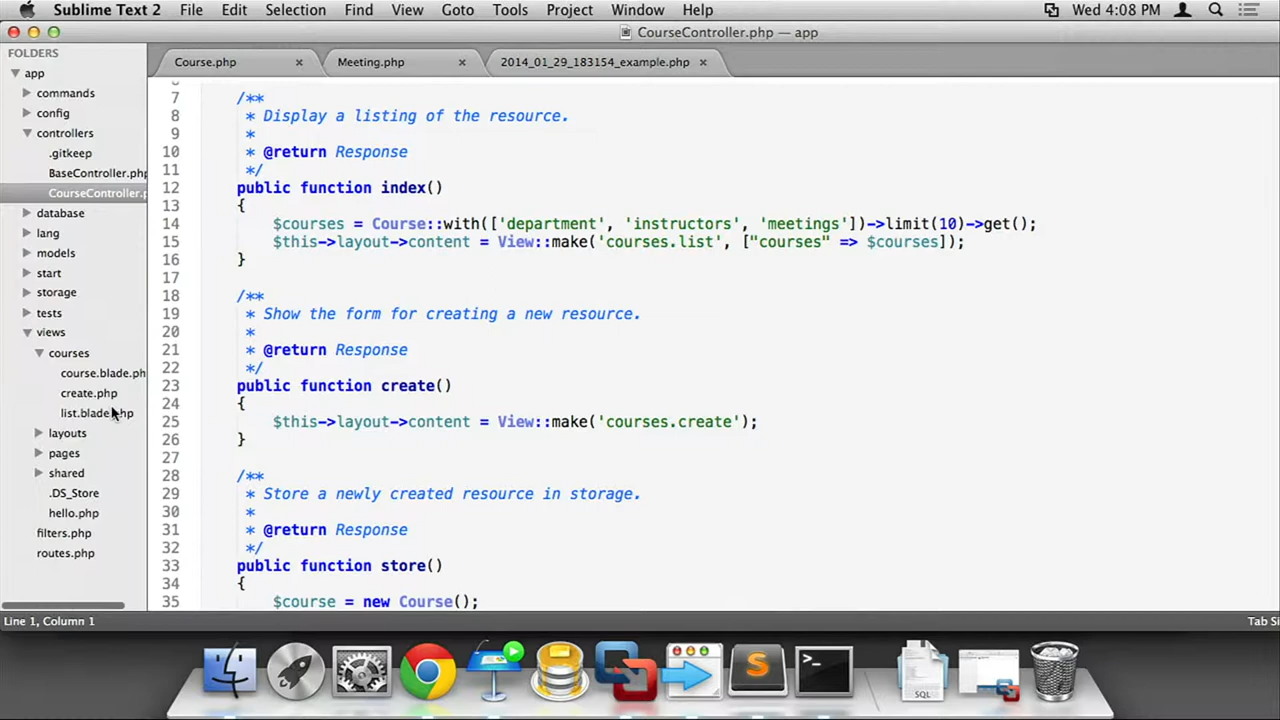 Sublime Text 2 File Edit Selection Find View Goto Tools Project Window Help Wed 4:08 PM
CourseController.php — app
FOLDERS
app
commands
config
controllers
.gitkeep
BaseController.php
CourseController.p
database
lang
models
start
storage
tests
views
courses
course.blade.ph
create.php
list.blade.php
layouts
pages
shared
.DS_Store
hello.php
filters.php
routes.php
Course.php Meeting.php 2014_01_29_183154_example.php
7 /**
8 * Display a listing of the resource.
9 *
10 * @return Response
11 */
12 public function index()
13 {
14 $courses = Course::with(['department', 'instructors', 'meetings'])->limit(10)->get();
15 $this->layout->content = View::make('courses.list', ["courses" => $courses]);
16 }
17
18 /**
19 * Show the form for creating a new resource.
20 *
21 * @return Response
22 */
23 public function create()
24 {
25 $this->layout->content = View::make('courses.create');
26 }
27
28 /**
29 * Store a newly created resource in storage.
30 *
31 * @return Response
32 */
33 public function store()
34 {
35 $course = new Course();
Line 1, Column 1 Tab Si
SQL